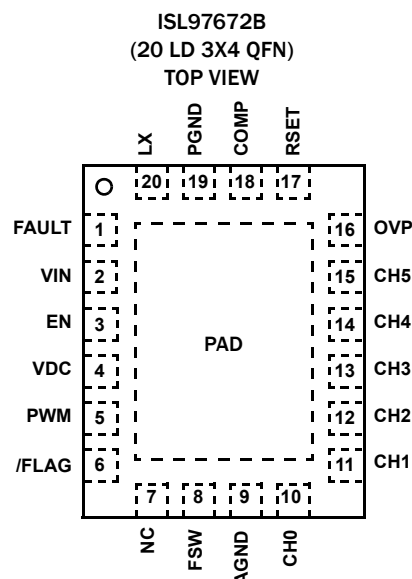 ISL97672B
(20 LD 3X4 QFN)
TOP VIEW
LX
PGND
COMP
RSET
20
19
18
17
FAULT 1
VIN 2
EN 3
VDC 4
PWM 5
/FLAG 6
PAD
16 OVP
15 CH5
14 CH4
13 CH3
12 CH2
11 CH1
7
8
9
10
NC
FSW
AGND
CH0